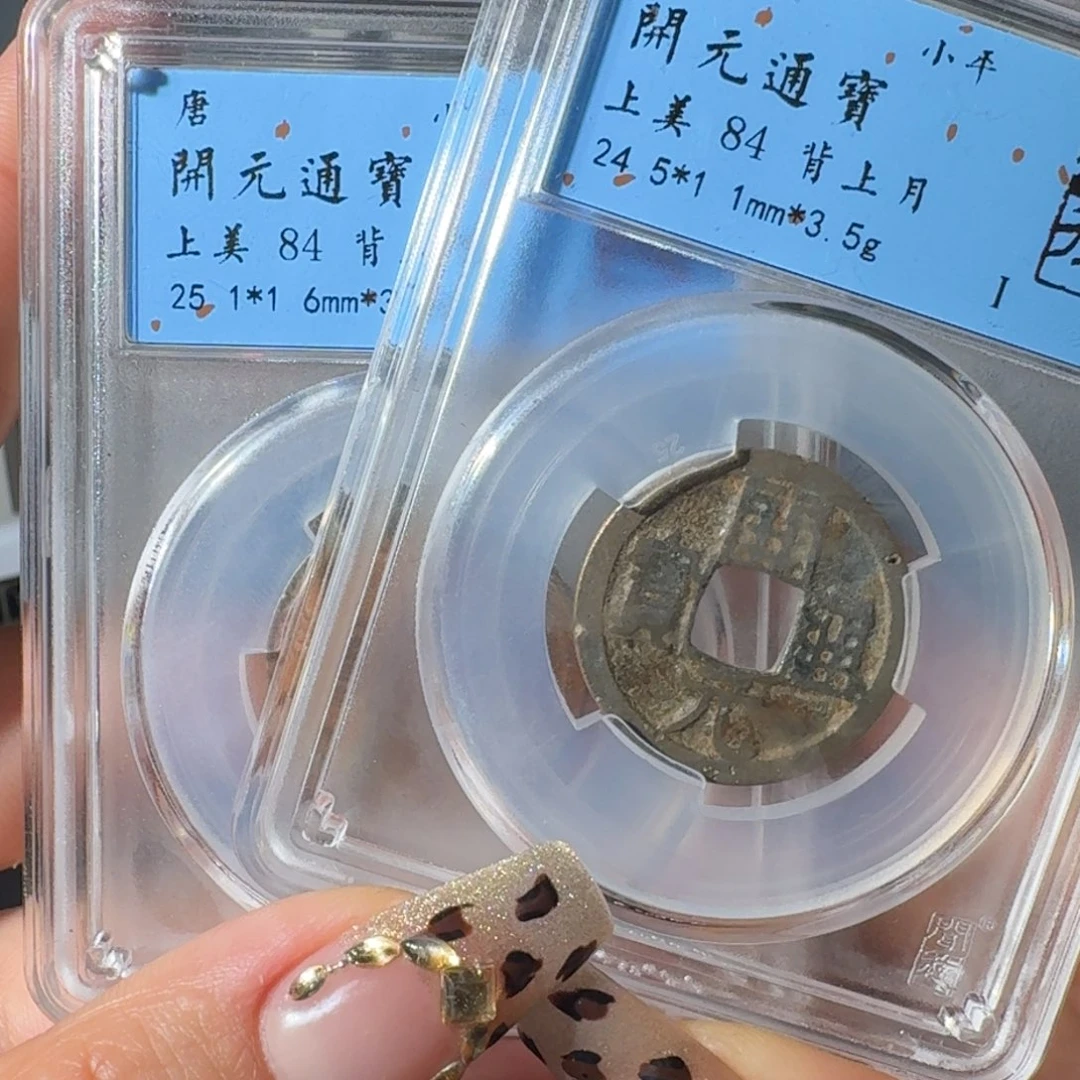 唐
開元通寶
上美 84 背
25 1*1 6mm*3
開元通寶 小平
上美 84 背上月
24 5*1 1mm*3.5g
I